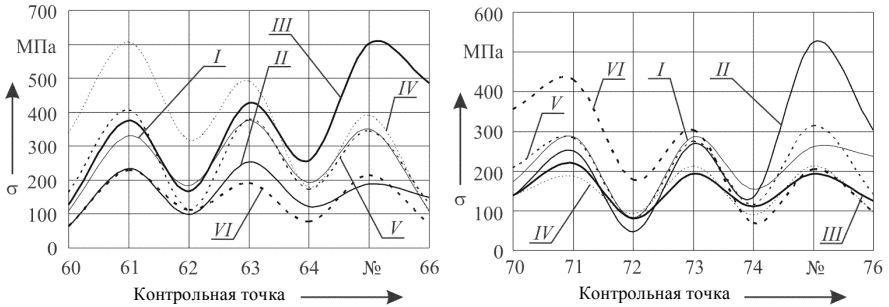 700
МПа
500
400
300
200
100
0
σ
I
II
III
IV
V
VI
60 61 62 63 64 № 66
Контрольная точка
600
МПа
400
300
200
100
0
σ
V
VI
I
II
IV
III
70 71 72 73 74 № 76
Контрольная точка